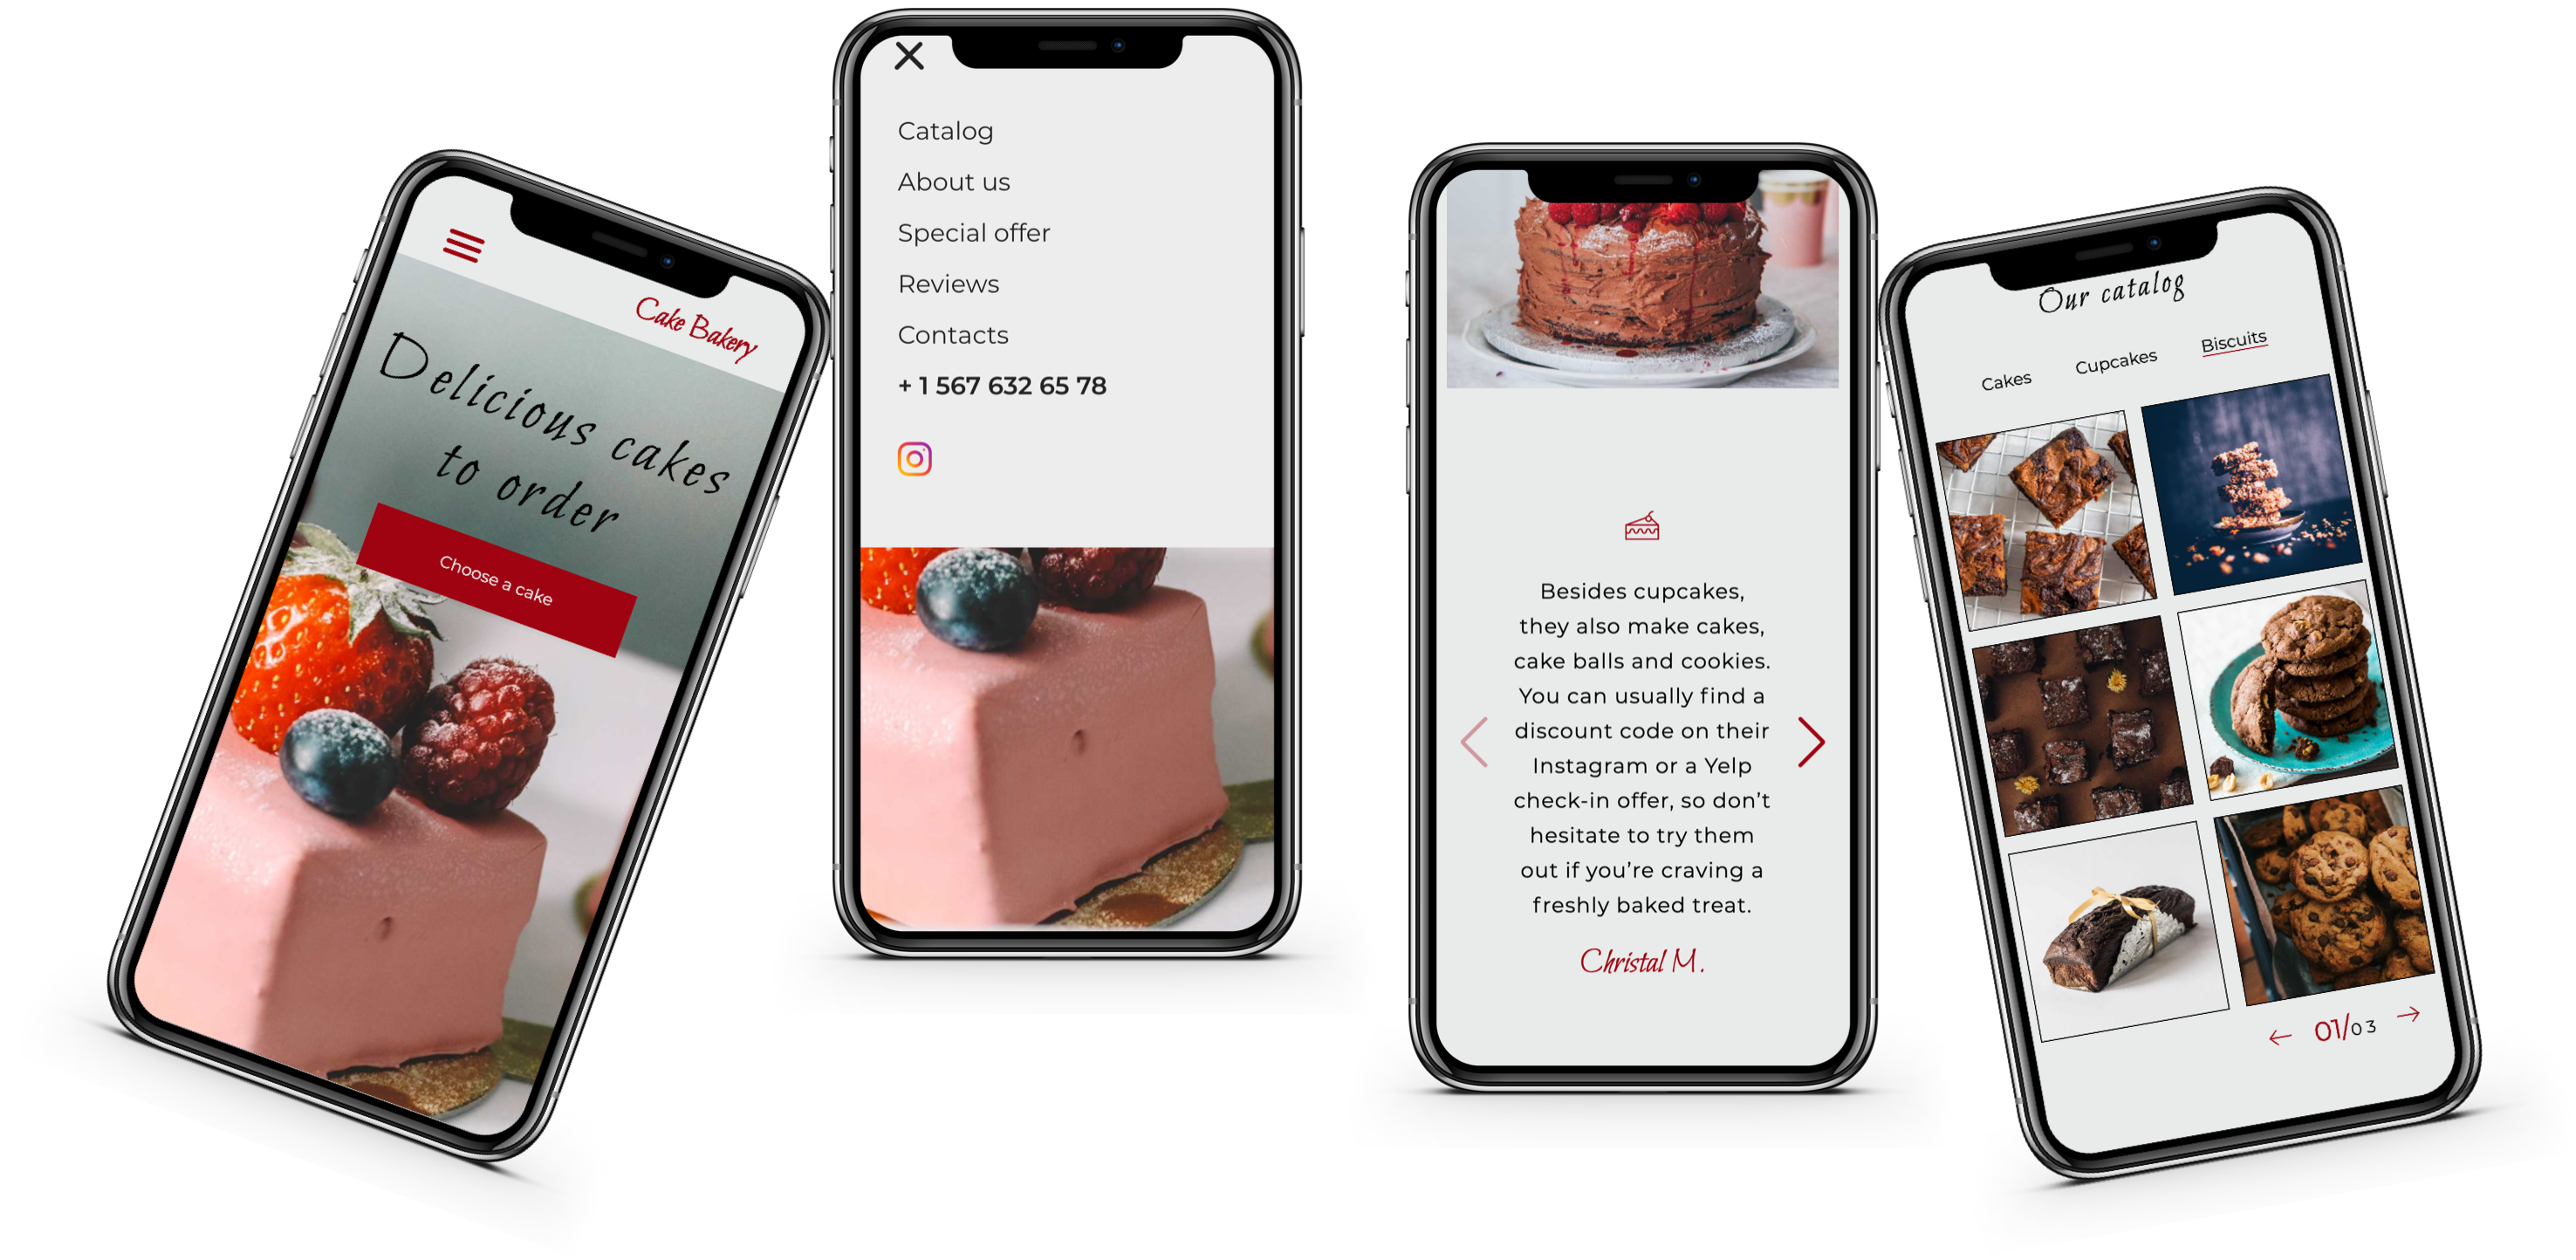 Cake Bakery
Delicious cakes
to order
Choose a cake
Catalog
About us
Special offer
Reviews
Contacts
+ 1 567 632 65 78
Besides cupcakes,
they also make cakes,
cake balls and cookies.
You can usually find a
discount code on their
Instagram or a Yelp
check-in offer, so don’t
hesitate to try them
out if you’re craving a
freshly baked treat.
Christal M.
Our catalog
Cakes Cupcakes Biscuits
01/03